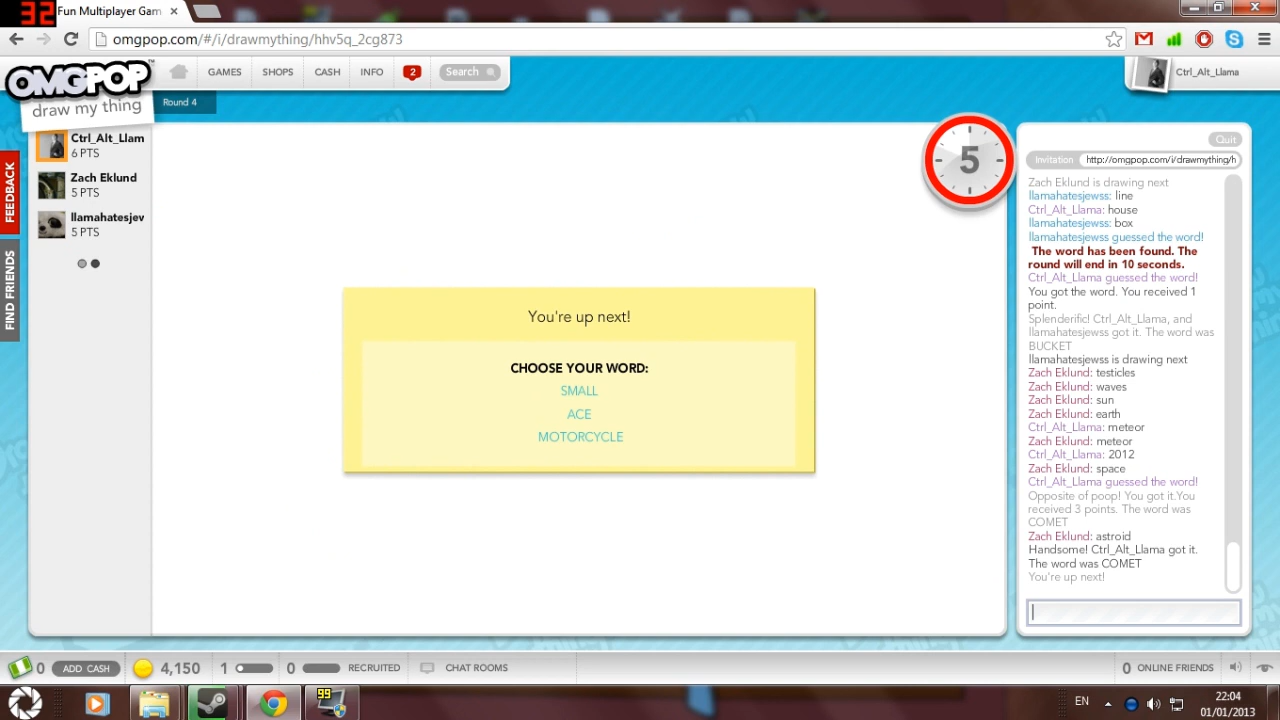 32
Fun Multiplayer Gam
omgpop.com/#/i/drawmything/hhv5q_2cg873
OMGPOP
draw my thing
GAMES SHOPS CASH INFO 2 Search
Ctrl_Alt_Llama
Round 4
Ctrl_Alt_Llam
6 PTS
Zach Eklund
5 PTS
llamahatesjev
5 PTS
FEEDBACK
FIND FRIENDS
5
You're up next!
CHOOSE YOUR WORD:
SMALL
ACE
MOTORCYCLE
Quit
Invitation http://omgpop.com/i/drawmything/h
Zach Eklund is drawing next
llamahatesjewss: line
Ctrl_Alt_Llama: house
llamahatesjewss: box
llamahatesjewss guessed the word!
The word has been found. The
round will end in 10 seconds.
Ctrl_Alt_Llama guessed the word!
You got the word. You received 1
point.
Splenderific! Ctrl_Alt_Llama, and
llamahatesjewss got it. The word was
BUCKET
llamahatesjewss is drawing next
Zach Eklund: testicles
Zach Eklund: waves
Zach Eklund: sun
Zach Eklund: earth
Ctrl_Alt_Llama: meteor
Zach Eklund: meteor
Ctrl_Alt_Llama: 2012
Zach Eklund: space
Ctrl_Alt_Llama guessed the word!
Opposite of poop! You got it.You
received 3 points. The word was
COMET
Zach Eklund: astroid
Handsome! Ctrl_Alt_Llama got it.
The word was COMET
You're up next!
0 ADD CASH 4,150 1 0 RECRUITED CHAT ROOMS 0 ONLINE FRIENDS
99
EN
22:04
01/01/2013